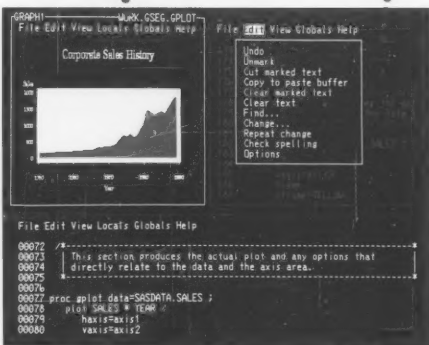 GRAPH1 WORK.GSEG.GPLOT
File Edit View Locals Globals Help
Corporate Sales History
Sales
Year
File Edit View Globals Help
Undo
Unmark
Cut marked text
Copy to paste buffer
Clear marked text
Clear text
Find...
Change...
Repeat change
Check spelling
Options
File Edit View Locals Globals Help
00072 /*
00073 | This section produces the actual plot and any options that
00074 | directly relate to the data and the axis area.
00075
00076
00077 proc gplot data=SASDATA.SALES ;
00078 plot SALES * YEAR /
00079 haxis=axis1
00080 vaxis=axis2